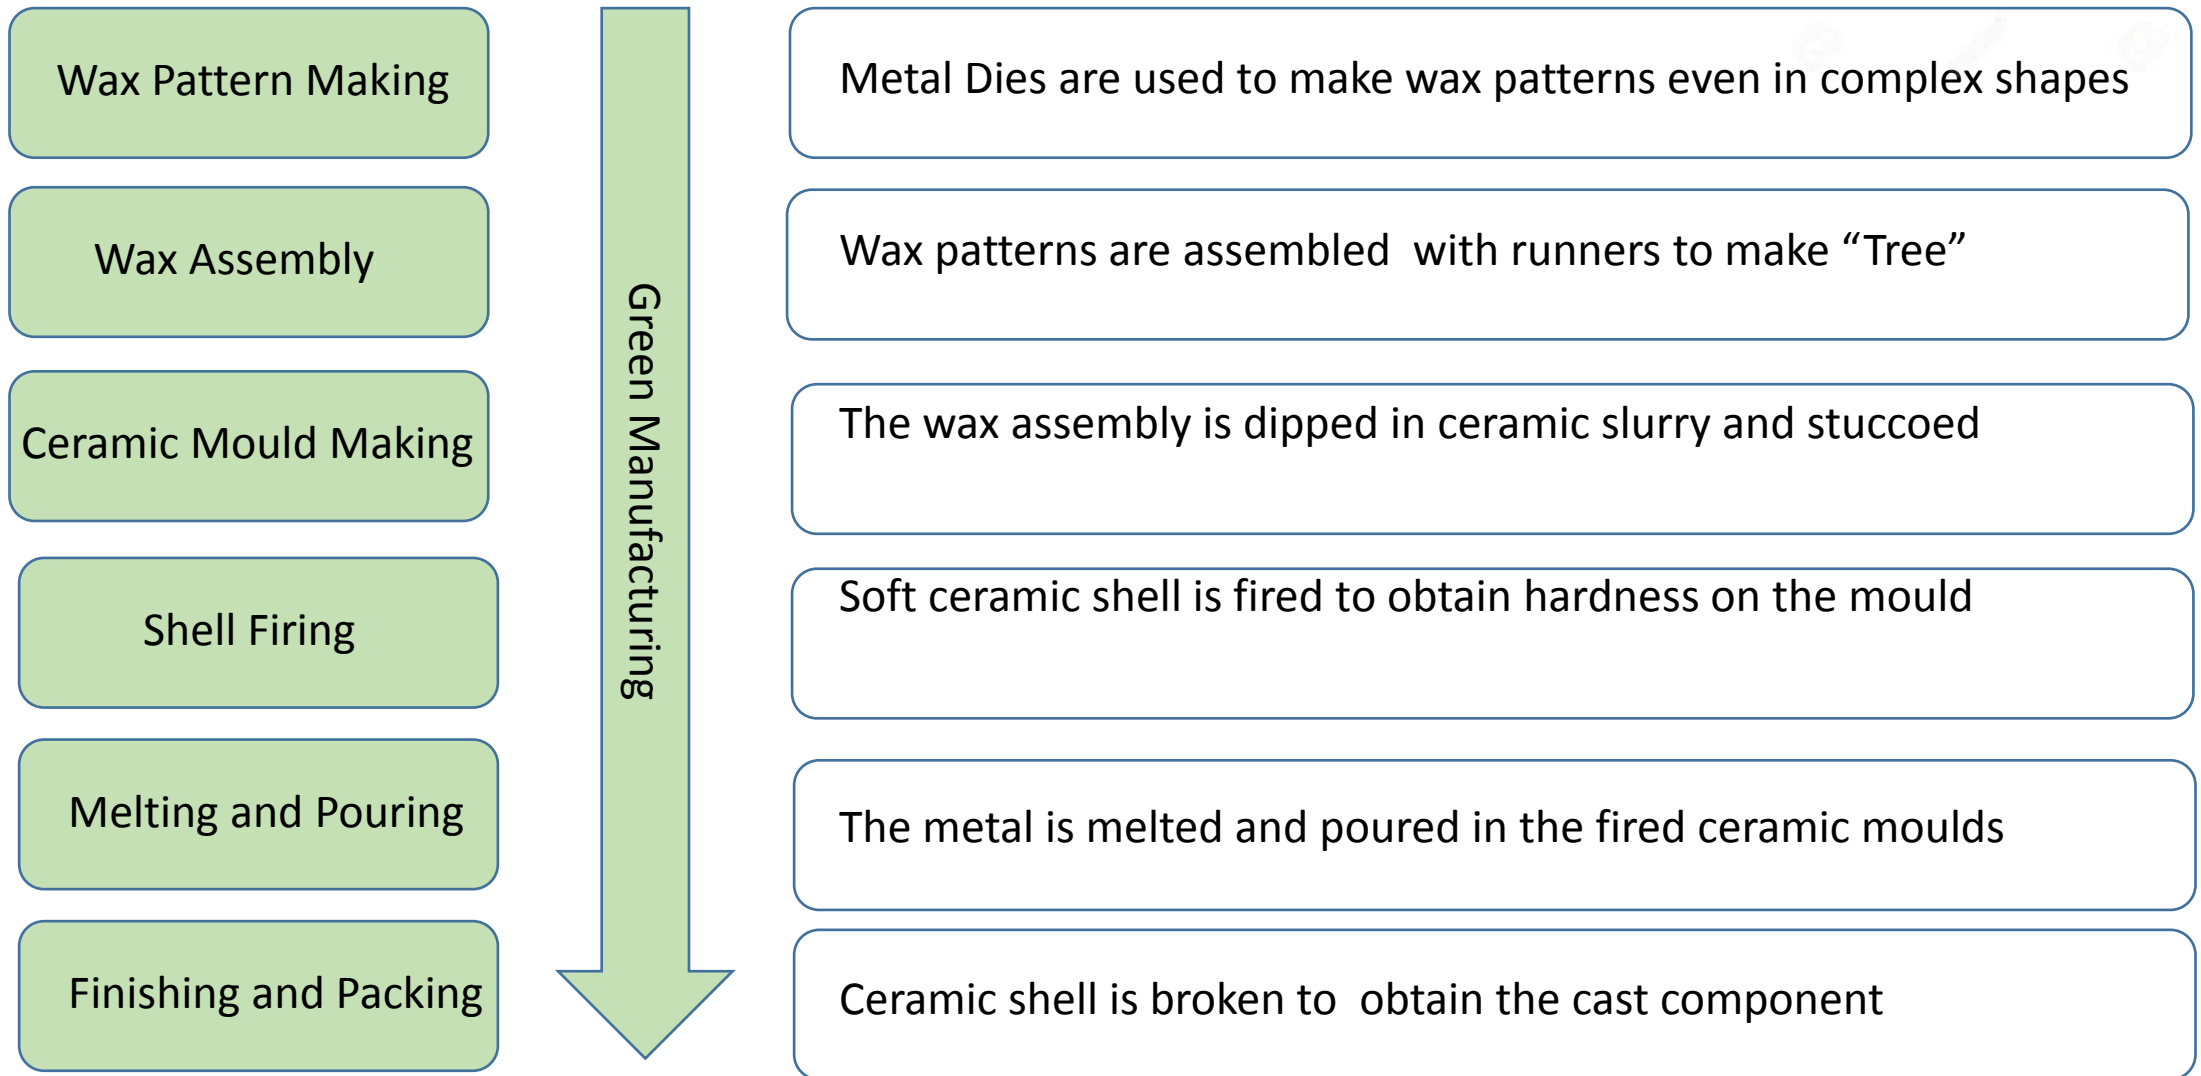 Wax Pattern Making
Metal Dies are used to make wax patterns even in complex shapes
Wax Assembly
Wax patterns are assembled  with runners to make “Tree”
Green Manufacturing
Ceramic Mould Making
The wax assembly is dipped in ceramic slurry and stuccoed
Shell Firing
Soft ceramic shell is fired to obtain hardness on the mould
Melting and Pouring
The metal is melted and poured in the fired ceramic moulds
Finishing and Packing
Ceramic shell is broken to  obtain the cast component